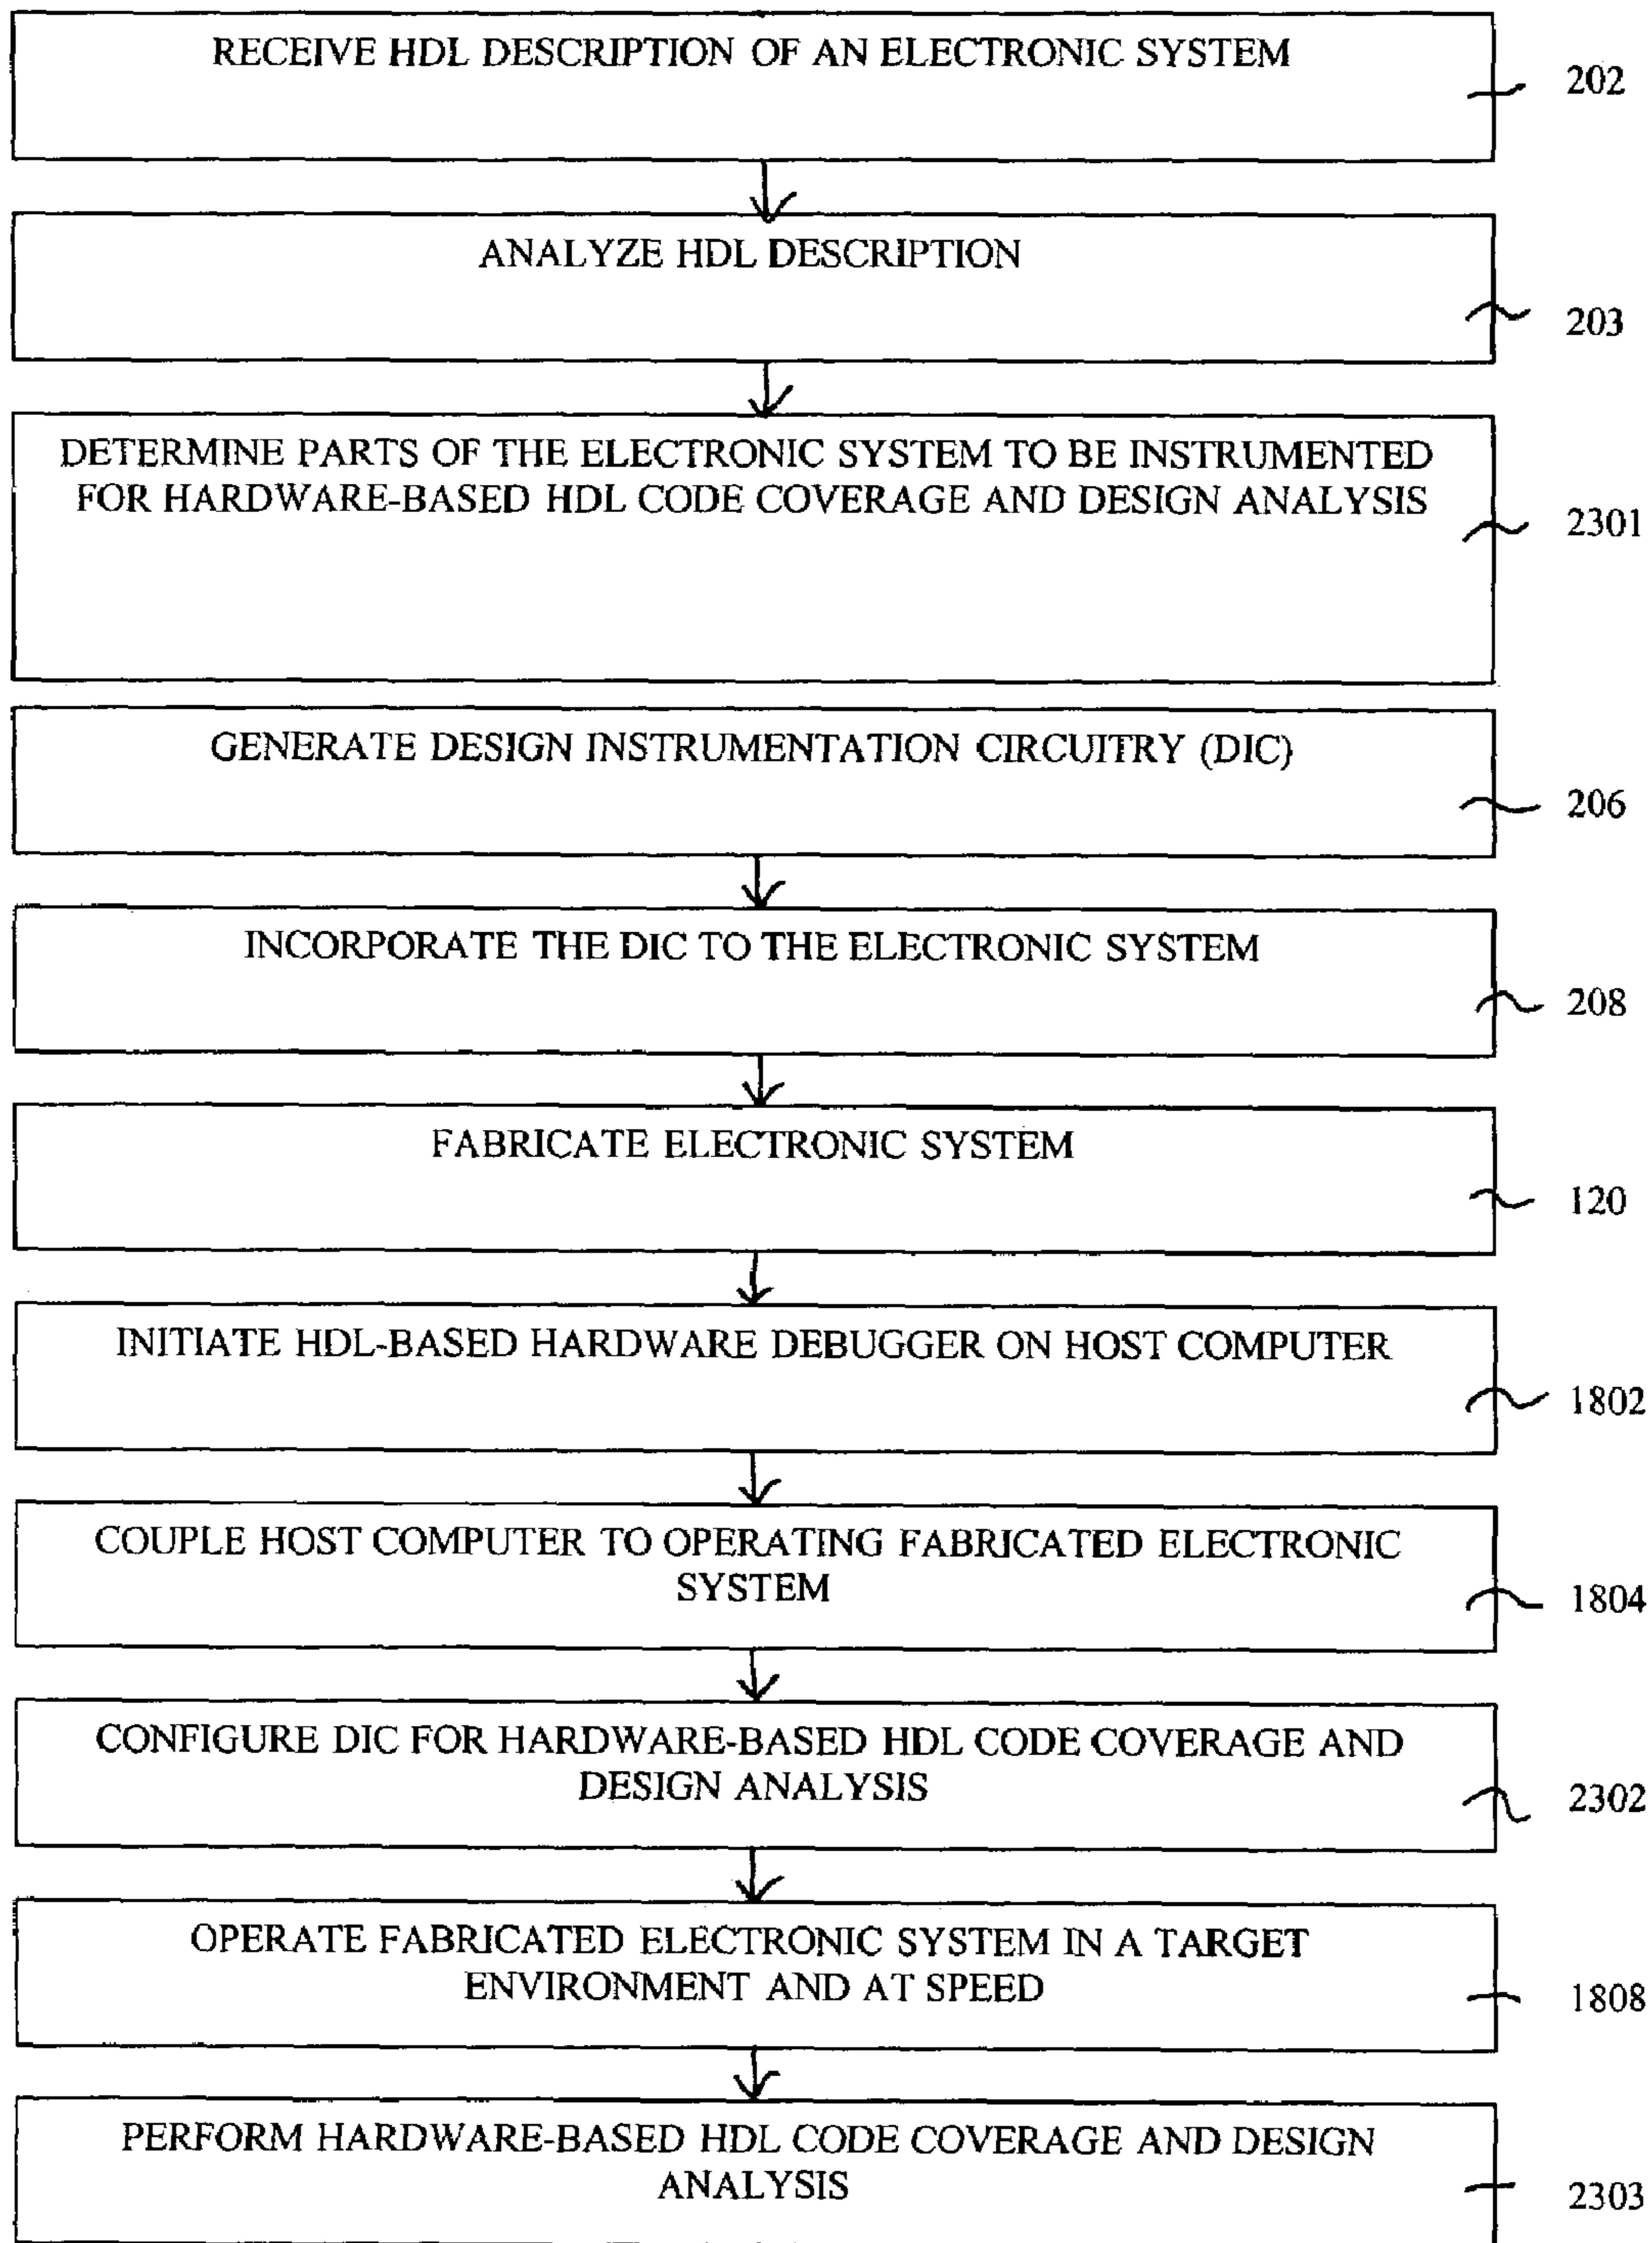 RECEIVE HDL DESCRIPTION OF AN ELECTRONIC SYSTEM
202
ANALYZE HDL DESCRIPTION
203
DETERMINE PARTS OF THE ELECTRONIC SYSTEM TO BE INSTRUMENTED
FOR HARDWARE-BASED HDL CODE COVERAGE AND DESIGN ANALYSIS
2301
GENERATE DESIGN INSTRUMENTATION CIRCUITRY (DIC)
206
INCORPORATE THE DIC TO THE ELECTRONIC SYSTEM
208
FABRICATE ELECTRONIC SYSTEM
120
INITIATE HDL-BASED HARDWARE DEBUGGER ON HOST COMPUTER
1802
COUPLE HOST COMPUTER TO OPERATING FABRICATED ELECTRONIC
SYSTEM
1804
CONFIGURE DIC FOR HARDWARE-BASED HDL CODE COVERAGE AND
DESIGN ANALYSIS
2302
OPERATE FABRICATED ELECTRONIC SYSTEM IN A TARGET
ENVIRONMENT AND AT SPEED
1808
PERFORM HARDWARE-BASED HDL CODE COVERAGE AND DESIGN
ANALYSIS
2303